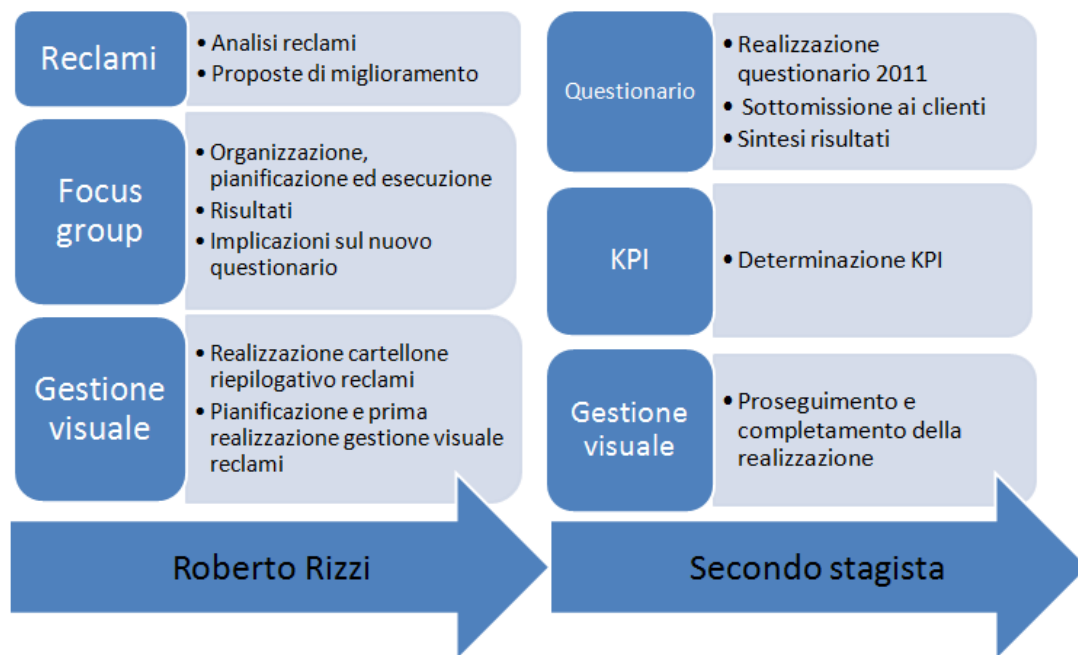 Reclami
• Analisi reclami
• Proposte di miglioramento
Focus
group
• Organizzazione,
pianificazione ed esecuzione
• Risultati
• Implicazioni sul nuovo
questionario
Gestione
visuale
• Realizzazione cartellone
riepilogativo reclami
• Pianificazione e prima
realizzazione gestione visuale
reclami
Roberto Rizzi
Questionario
• Realizzazione
questionario 2011
• Sottomissione ai clienti
• Sintesi risultati
KPI
• Determinazione KPI
Gestione
visuale
• Proseguimento e
completamento della
realizzazione
Secondo stagista